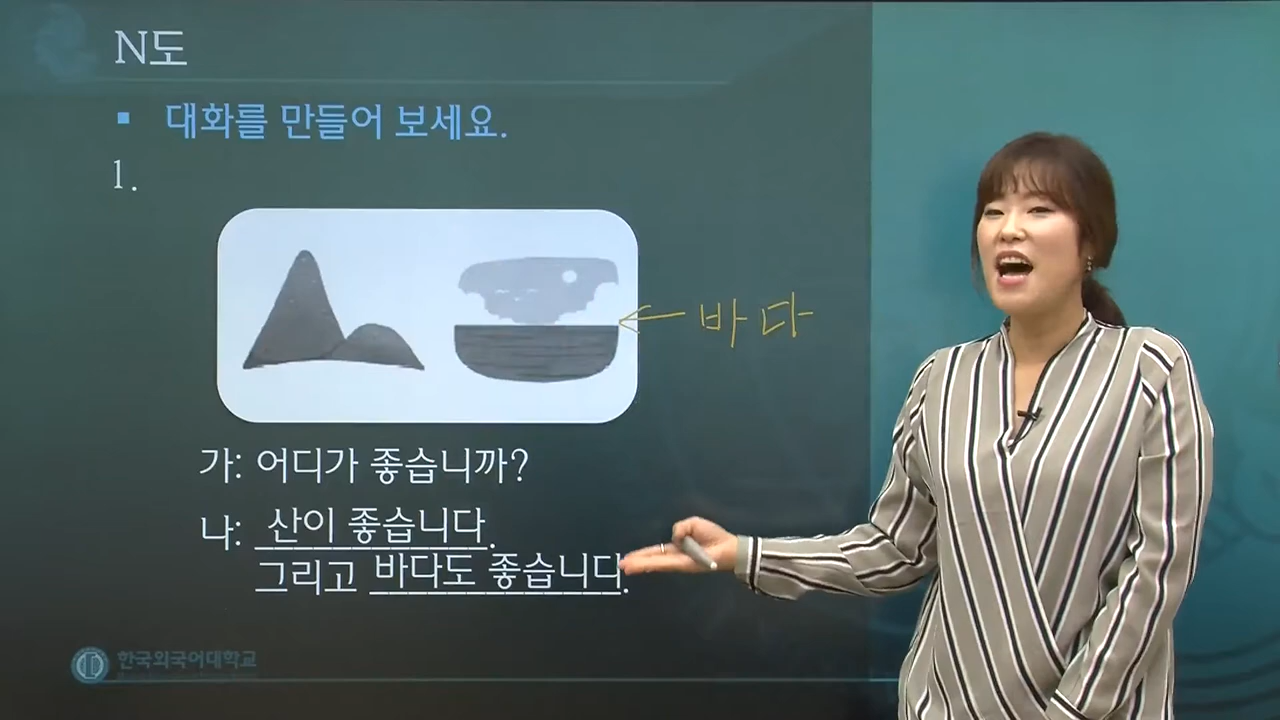 N도
▪ 대화를 만들어 보세요.
1.
바다
가: 어디가 좋습니까?
나: 산이 좋습니다.
그리고 바다도 좋습니다.
한국외국어대학교